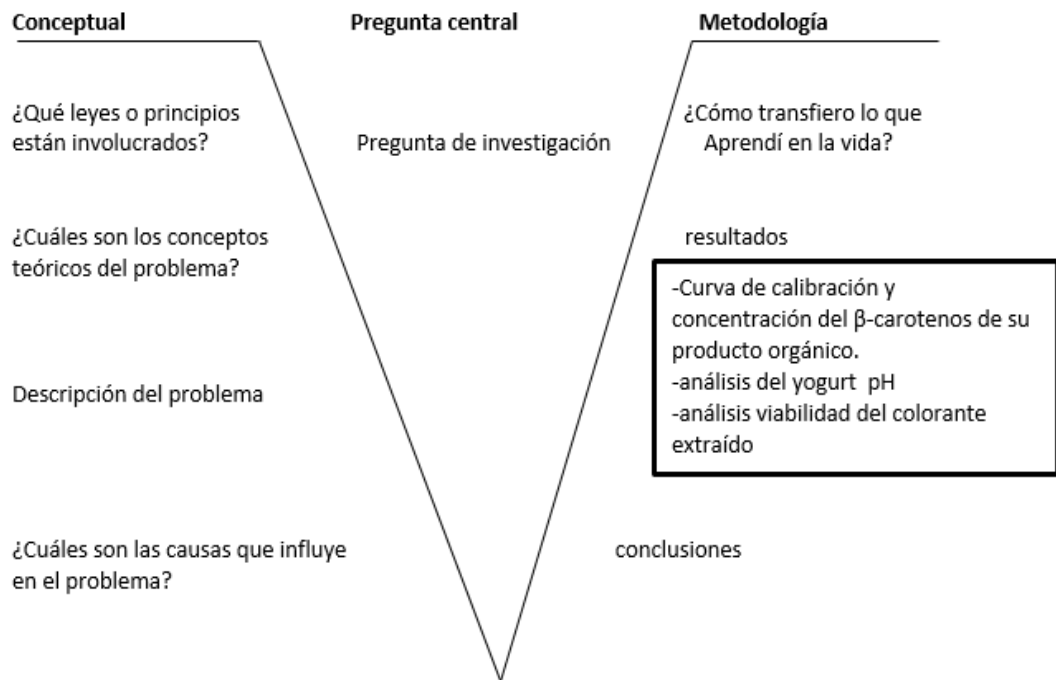 Conceptual
Pregunta central
Metodología
¿Qué leyes o principios
están involucrados?
Pregunta de investigación
¿Cómo transfiero lo que
Aprendí en la vida?
¿Cuáles son los conceptos
teóricos del problema?
resultados
-Curva de calibración y
concentración del β-carotenos de su
producto orgánico.
-análisis del yogurt pH
-análisis viabilidad del colorante
extraído
Descripción del problema
¿Cuáles son las causas que influye
en el problema?
conclusiones